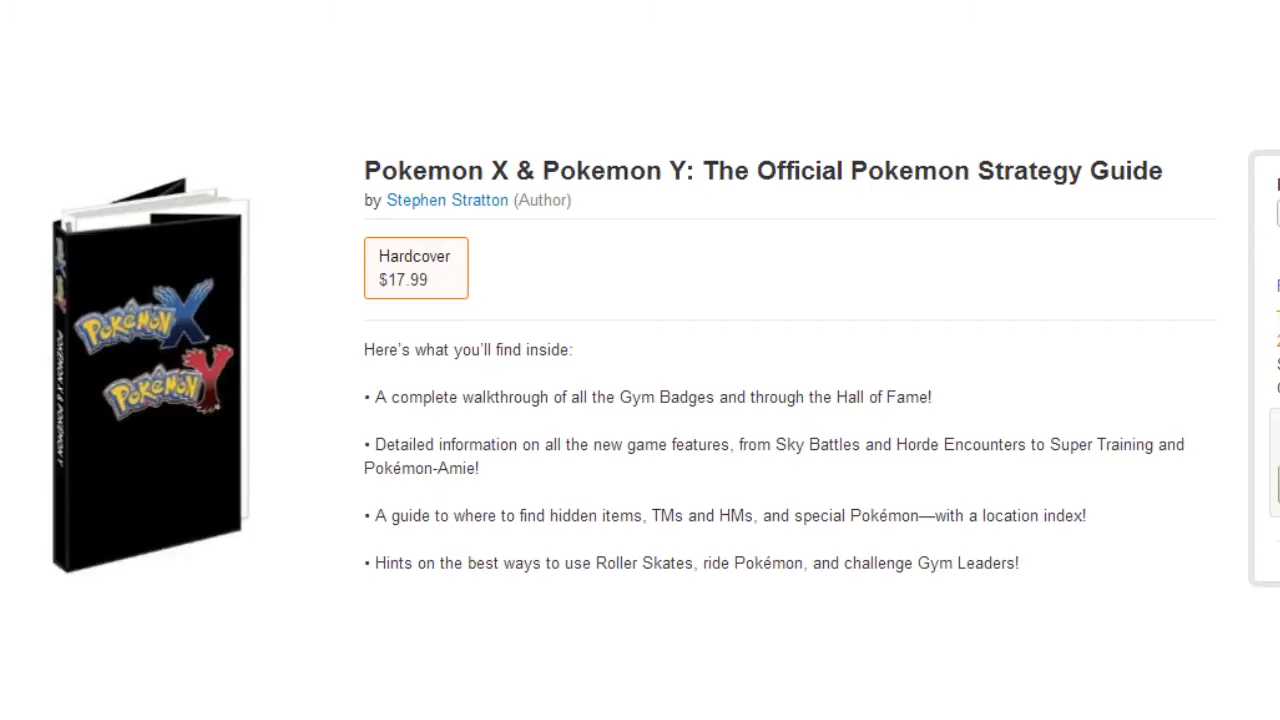 Pokemon X & Pokemon Y: The Official Pokemon Strategy Guide
by Stephen Stratton (Author)
Hardcover
$17.99
Here's what you'll find inside:
• A complete walkthrough of all the Gym Badges and through the Hall of Fame!
• Detailed information on all the new game features, from Sky Battles and Horde Encounters to Super Training and
Pokémon-Amie!
• A guide to where to find hidden items, TMs and HMs, and special Pokémon—with a location index!
• Hints on the best ways to use Roller Skates, ride Pokémon, and challenge Gym Leaders!
POKÉMON X
POKÉMON Y
POKÉMON X & POKÉMON Y